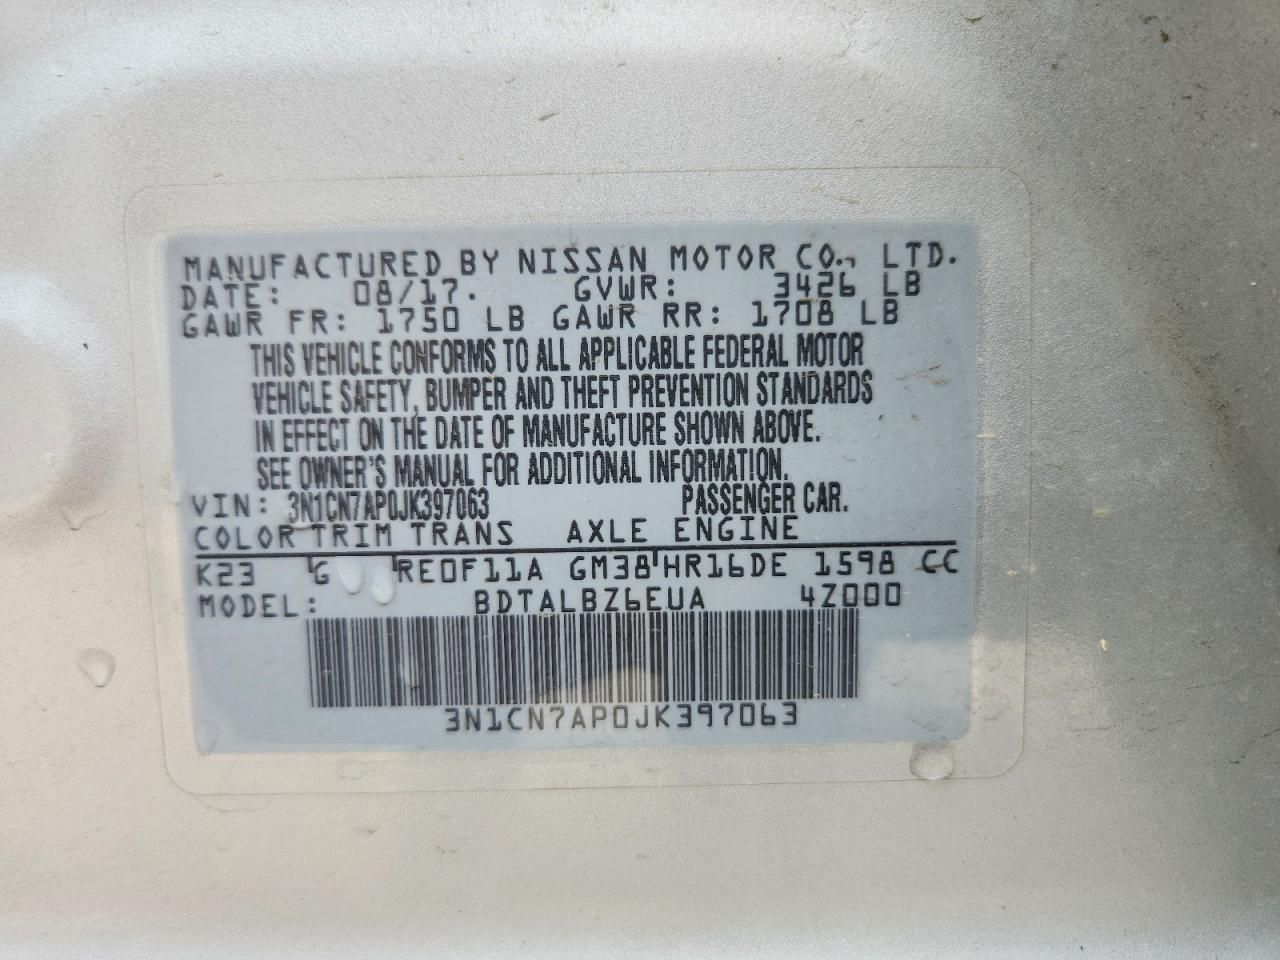 MANUFACTURED BY NISSAN MOTOR CO., LTD.
DATE: 08/17. GVWR: 3426 LB
GAWR FR: 1750 LB GAWR RR: 1708 LB
THIS VEHICLE CONFORMS TO ALL APPLICABLE FEDERAL MOTOR
VEHICLE SAFETY, BUMPER AND THEFT PREVENTION STANDARDS
IN EFFECT ON THE DATE OF MANUFACTURE SHOWN ABOVE.
SEE OWNER'S MANUAL FOR ADDITIONAL INFORMATION.
VIN: 3N1CN7AP0JK397063 PASSENGER CAR.
COLOR TRIM TRANS AXLE ENGINE
K23 G RE0F11A GM38 HR16DE 1598 CC
MODEL: BDTALBZ6EUA 4Z000
3N1CN7AP0JK397063